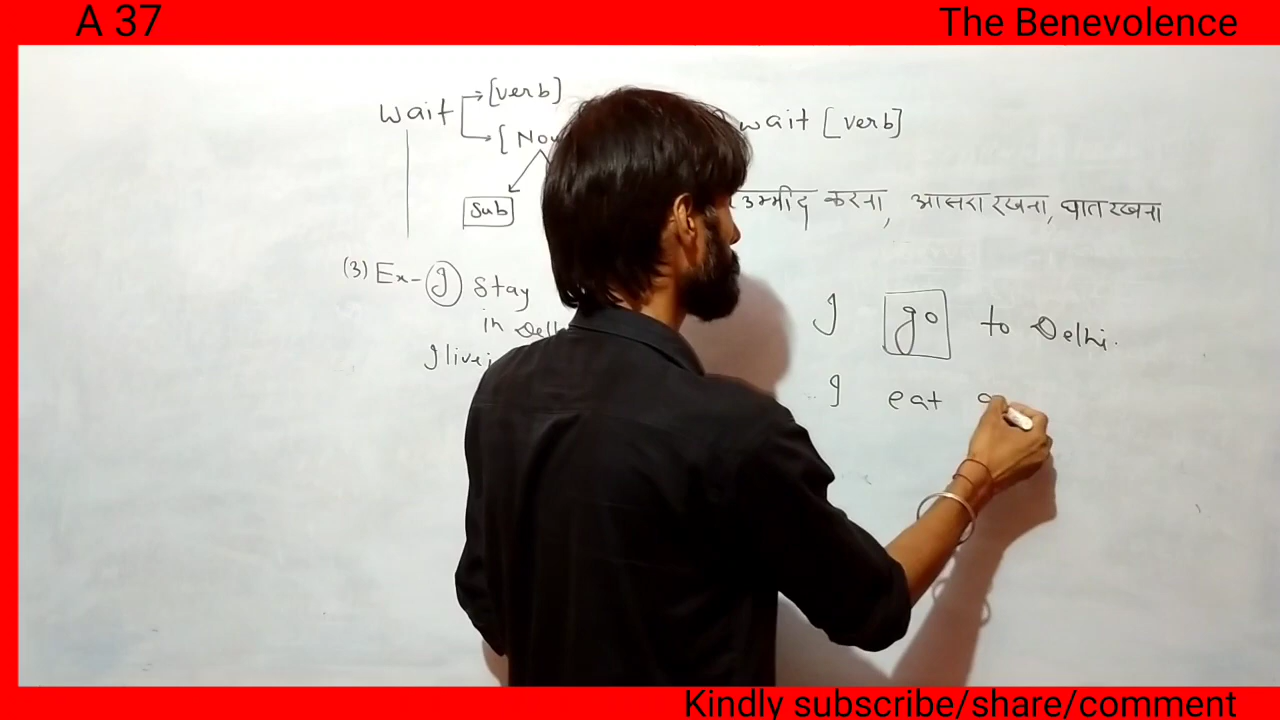 A 37
The Benevolence
wait [verb]
[Nou
Sub
wait [verb]
उम्मीद करना, आसरा रखना, घात रखना
(3) Ex- I stay
in Delh
I live i
I go to Delhi.
I eat a
Kindly subscribe/share/comment